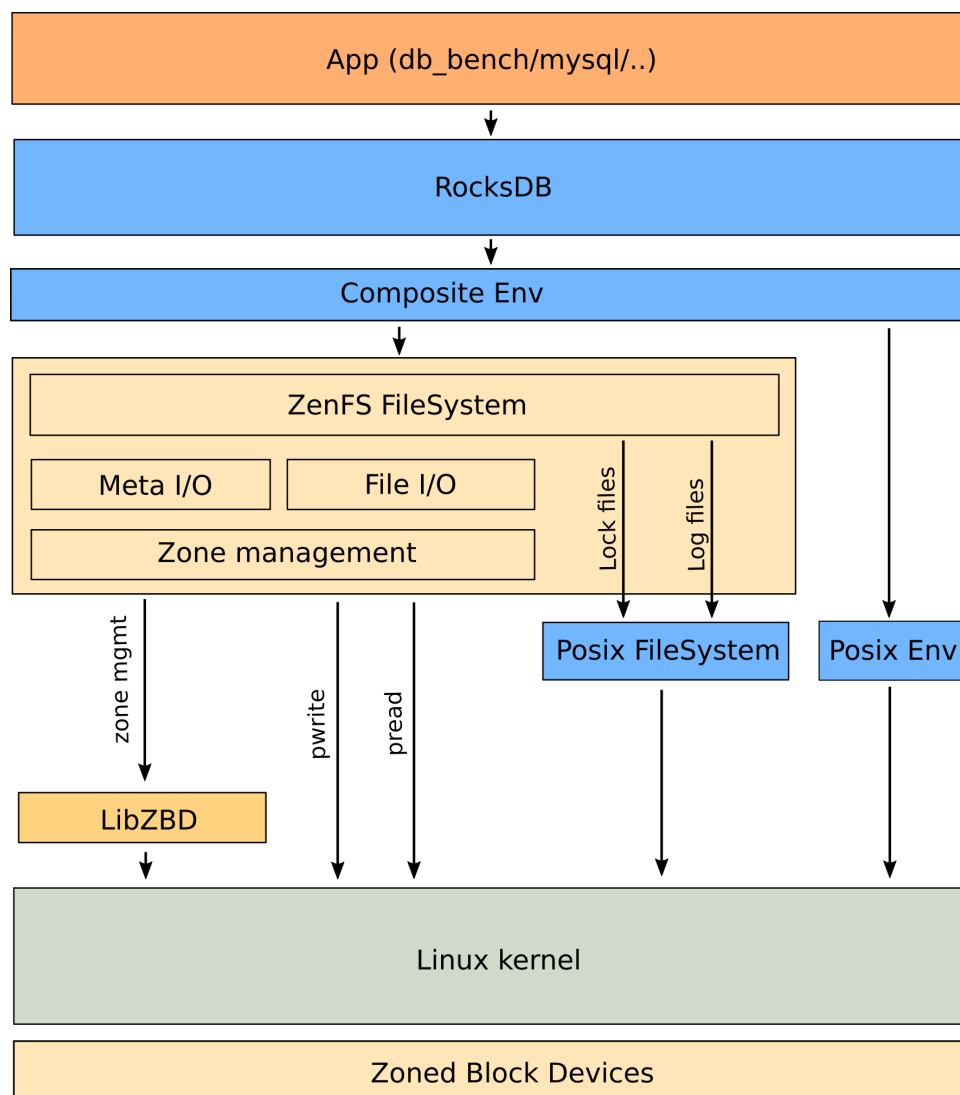 App (db_bench/mysql/..)
RocksDB
Composite Env
ZenFS FileSystem
Meta I/O
File I/O
Zone management
Lock files
Log files
zone mgmt
pwrite
pread
Posix FileSystem
Posix Env
LibZBD
Linux kernel
Zoned Block Devices